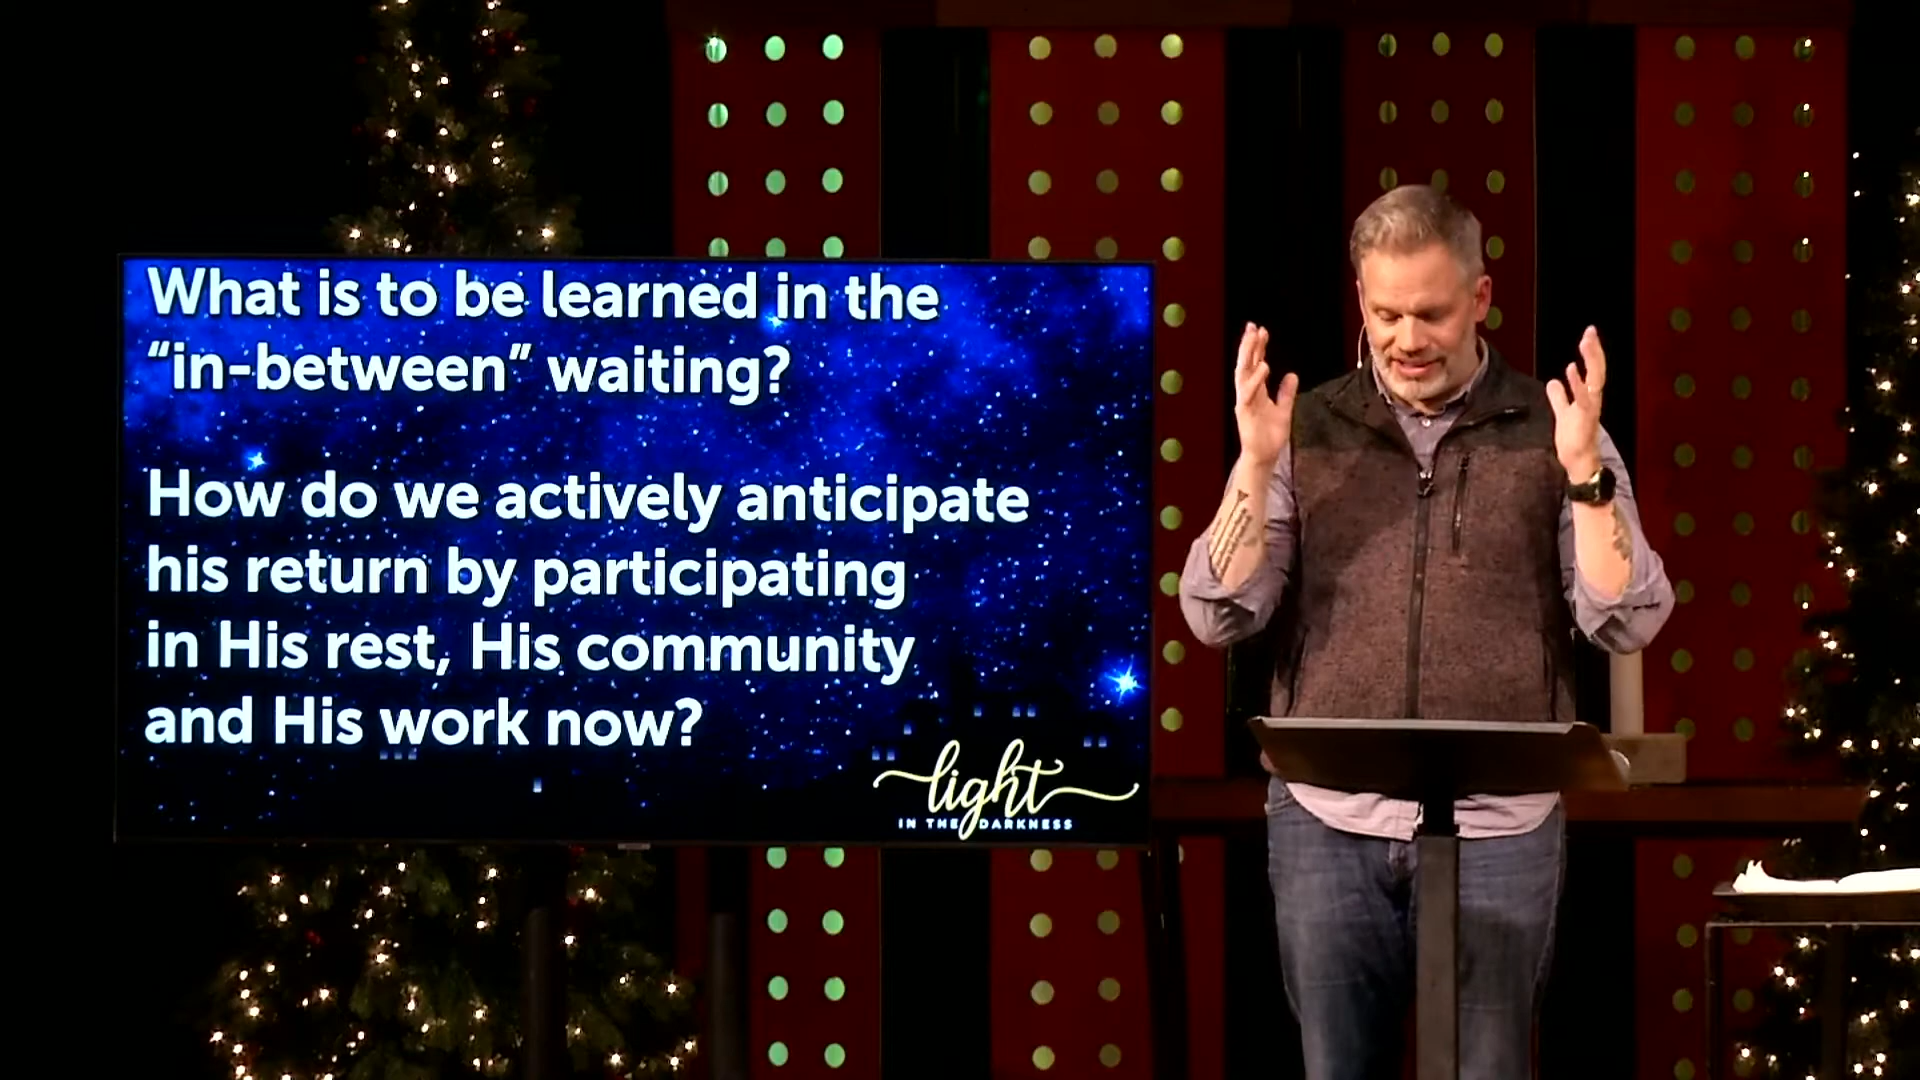 What is to be learned in the
“in-between” waiting?
How do we actively anticipate
his return by participating
in His rest, His community
and His work now?
light
IN THE DARKNESS